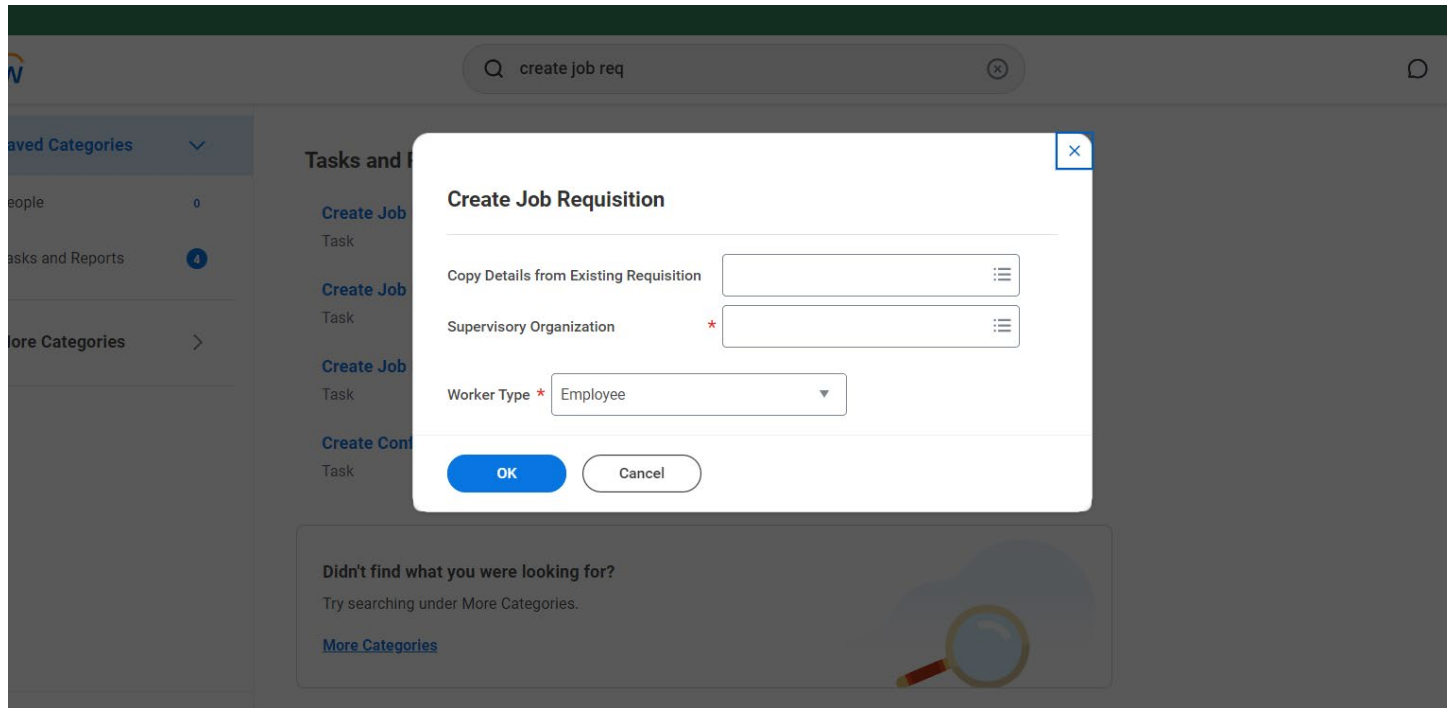 create job req
aved Categories
eople 0
asks and Reports 4
ore Categories
Tasks and
Create Job
Task
Create Job
Task
Create Job
Task
Create
Task
Create Job Requisition
Copy Details from Existing Requisition
Supervisory Organization *
Worker Type * Employee
OK Cancel
Didn't find what you were looking for?
Try searching under More Categories.
More Categories